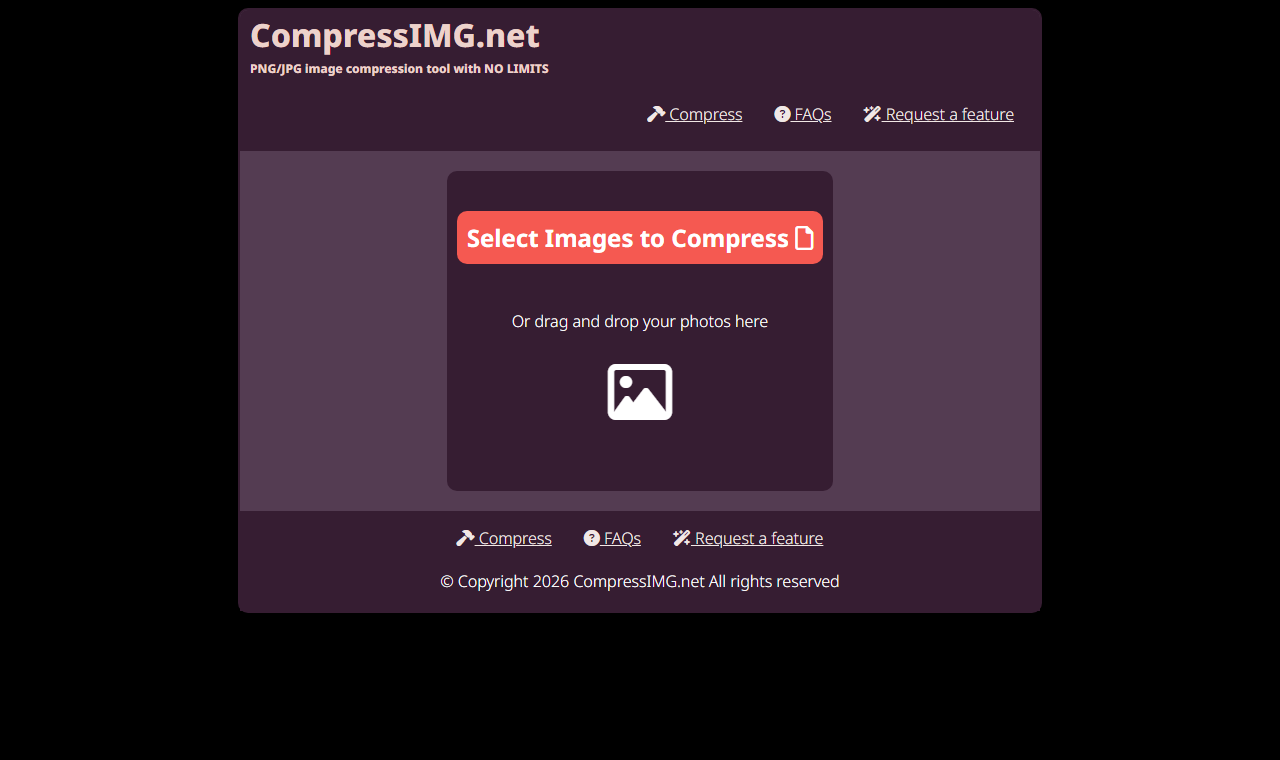 CompressIMG.net
PNG/JPG image compression tool with NO LIMITS
Compress FAQs Request a feature
Select Images to Compress
Or drag and drop your photos here
Compress FAQs Request a feature
© Copyright 2026 CompressIMG.net All rights reserved